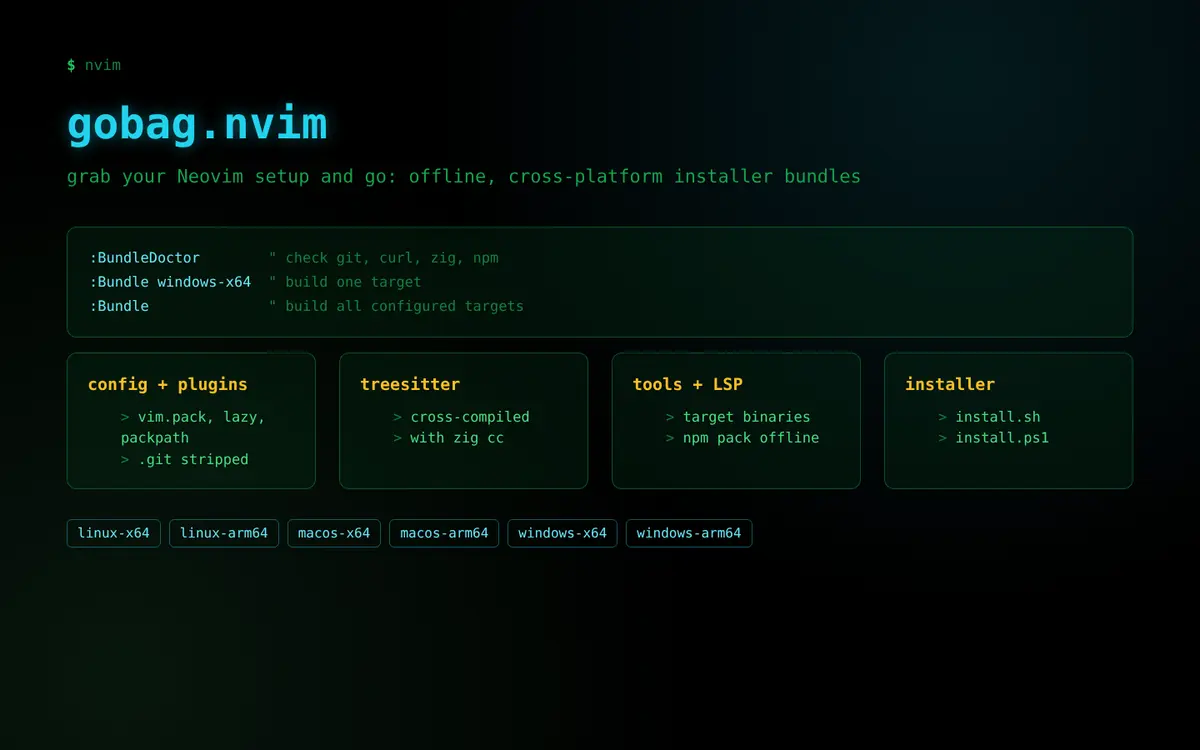 $ nvim
gobag.nvim
grab your Neovim setup and go: offline, cross-platform installer bundles
:BundleDoctor " check git, curl, zig, npm
:Bundle windows-x64 " build one target
:Bundle " build all configured targets
config + plugins
> vim.pack, lazy,
packpath
> .git stripped
treesitter
> cross-compiled
> with zig cc
tools + LSP
> target binaries
> npm pack offline
installer
> install.sh
> install.ps1
linux-x64 linux-arm64 macos-x64 macos-arm64 windows-x64 windows-arm64